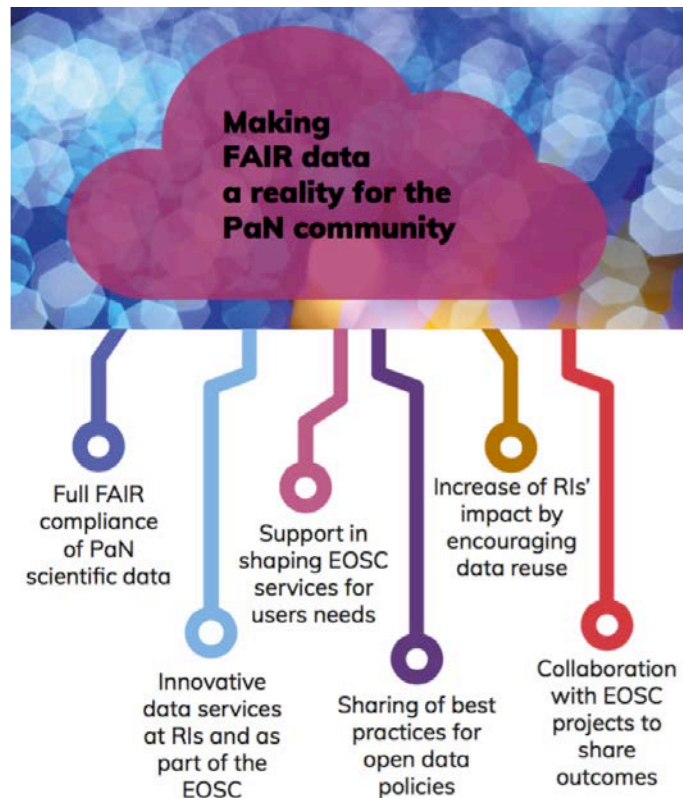 Making
FAIR data
a reality for the
PaN community
Full FAIR
compliance
of PaN
scientific data
Innovative
data services
at RIs and as
part of the
EOSC
Support in
shaping EOSC
services for
users needs
Sharing of best
practices for
open data
policies
Increase of RIs'
impact by
encouraging
data reuse
Collaboration
with EOSC
projects to
share
outcomes